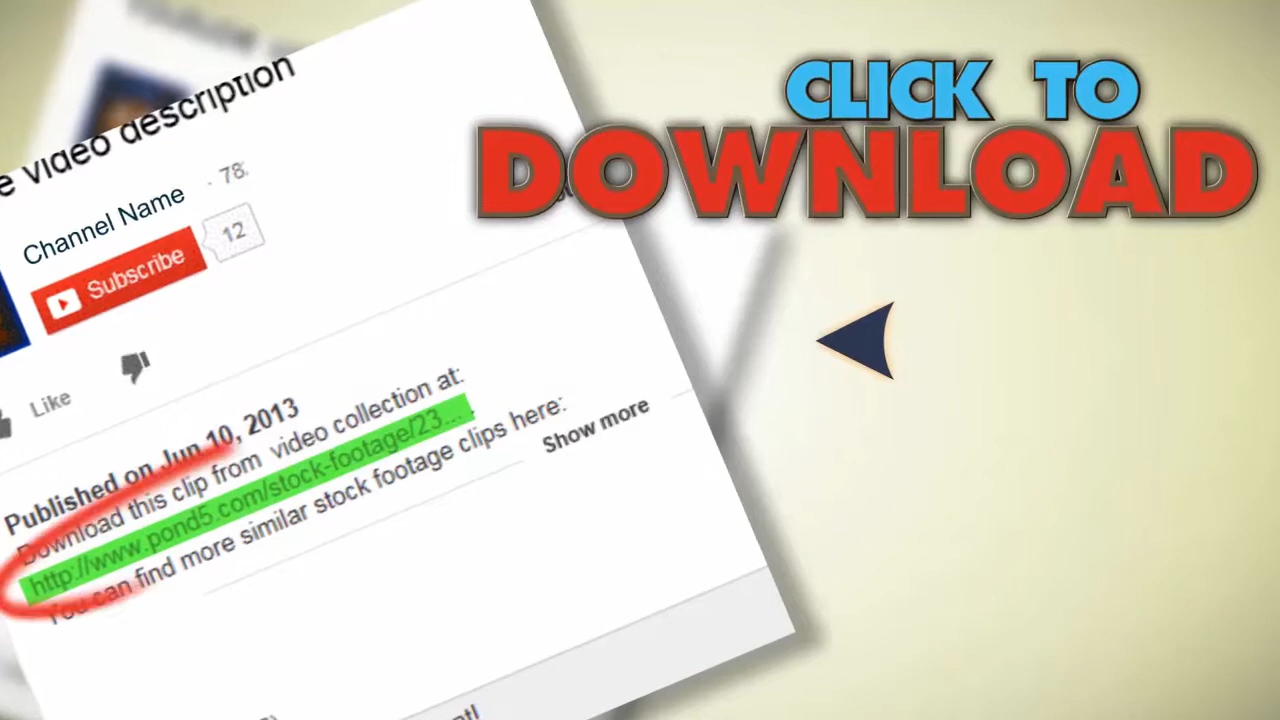 CLICK TO
DOWNLOAD
video description
Channel Name
78
Subscribe
12
Like
Published on Jun 10, 2013
Download this clip from video collection at:
http://www.pond5.com/stock-footage/23...
You can find more similar stock footage clips here:
Show more